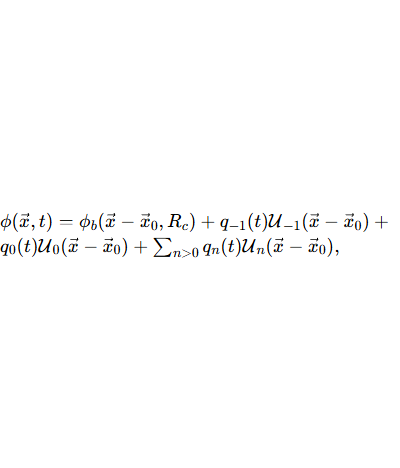 ϕ(x⃗, t) = ϕ_b(x⃗ − x⃗_0, R_c) + q_{−1}(t)𝒰_{−1}(x⃗ − x⃗_0) +
q_0(t)𝒰_0(x⃗ − x⃗_0) + ∑_{n>0} q_n(t)𝒰_n(x⃗ − x⃗_0),